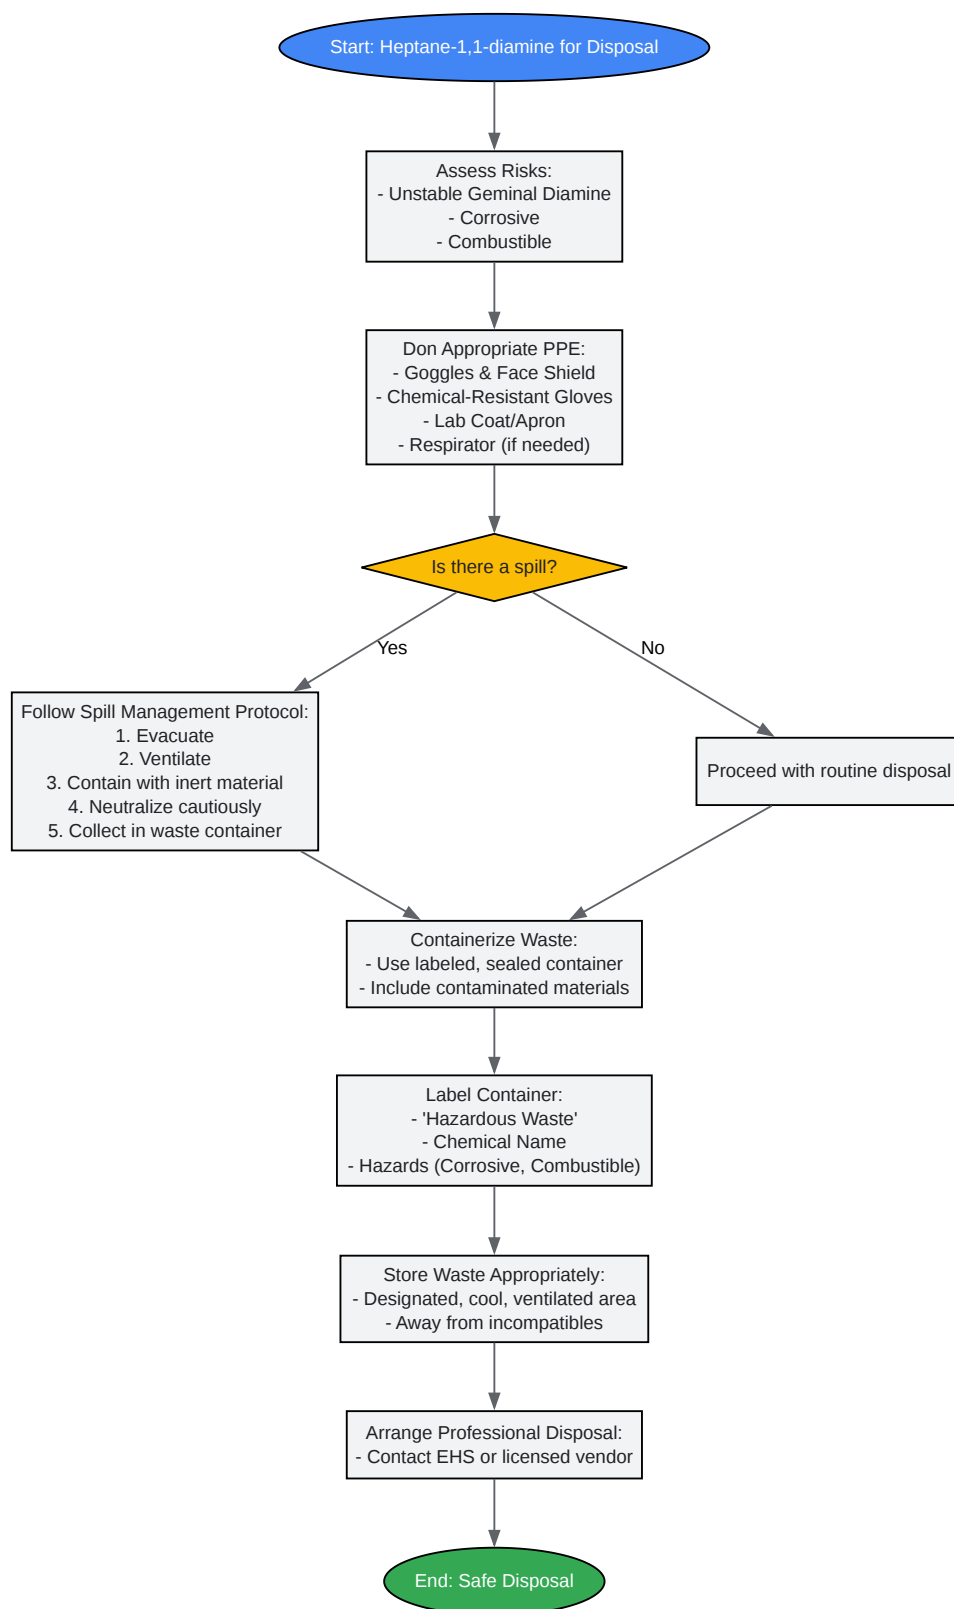 Start: Heptane-1,1-diamine for Disposal
Assess Risks:
- Unstable Geminal Diamine
- Corrosive
- Combustible
Don Appropriate PPE:
- Goggles & Face Shield
- Chemical-Resistant Gloves
- Lab Coat/Apron
- Respirator (if needed)
Is there a spill?
Yes
No
Follow Spill Management Protocol:
1. Evacuate
2. Ventilate
3. Contain with inert material
4. Neutralize cautiously
5. Collect in waste container
Proceed with routine disposal
Containerize Waste:
- Use labeled, sealed container
- Include contaminated materials
Label Container:
- 'Hazardous Waste'
- Chemical Name
- Hazards (Corrosive, Combustible)
Store Waste Appropriately:
- Designated, cool, ventilated area
- Away from incompatibles
Arrange Professional Disposal:
- Contact EHS or licensed vendor
End: Safe Disposal